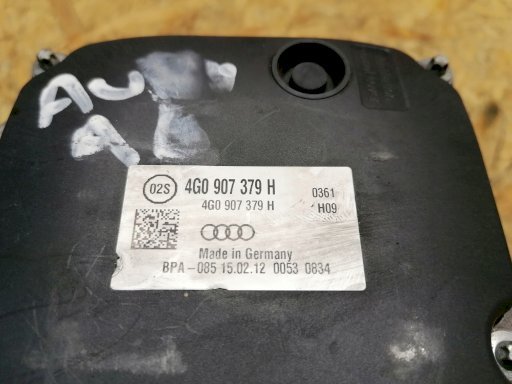 AU
A
02S 4G0 907 379 H
4G0 907 379 H
0361
H09
Made in Germany
BPA-085 15.02.12 0053 0834